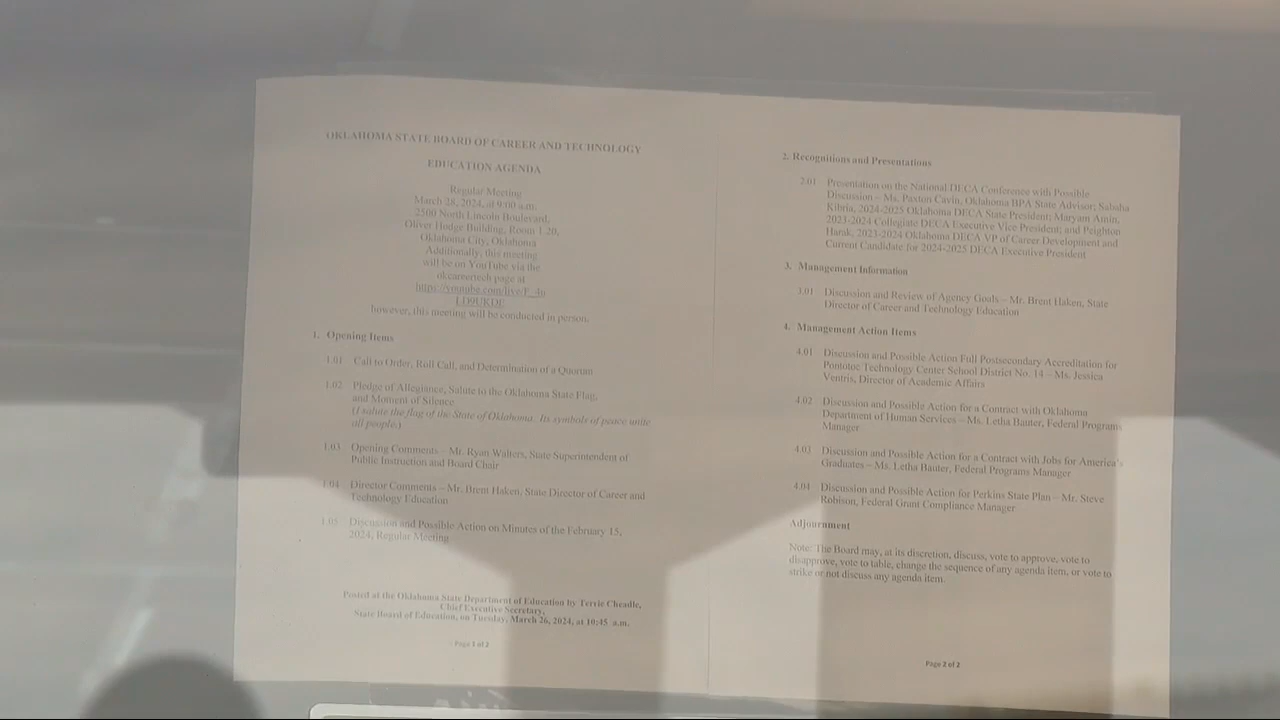 OKLAHOMA STATE BOARD OF CAREER AND TECHNOLOGY
EDUCATION AGENDA
Regular Meeting
March 28, 2024, at 9:00 a.m.
2500 North Lincoln Boulevard,
Oliver Hodge Building, Room 1-20,
Oklahoma City, Oklahoma
Additionally, this meeting
will be on YouTube via the
okcareertech page at
https://youtube.com/live/
however, this meeting will be conducted in person.
1. Opening Items
1.01 Call to Order, Roll Call, and Determination of a Quorum
1.02 Pledge of Allegiance, Salute to the Oklahoma State Flag,
and Moment of Silence
(I salute the flag of the State of Oklahoma. Its symbols of peace unite
all people.)
1.03 Opening Comments – Mr. Ryan Walters, State Superintendent of
Public Instruction and Board Chair
1.04 Director Comments – Mr. Brent Haken, State Director of Career and
Technology Education
1.05 Discussion and Possible Action on Minutes of the February 15,
2024, Regular Meeting
Posted at the Oklahoma State Department of Education by Terrie Cheadle,
Chief Executive Secretary,
State Board of Education, on Tuesday, March 26, 2024, at 10:45 a.m.
Page 1 of 2
2. Recognitions and Presentations
2.01 Presentation on the National DECA Conference with Possible
Discussion – Ms. Paxton Cavin, Oklahoma BPA State Advisor; Sabaha
Kibria, 2024-2025 Oklahoma DECA State President; Maryam Amin,
2023-2024 Collegiate DECA Executive Vice President; and Peighton
Harak, 2023-2024 Oklahoma DECA VP of Career Development and
Current Candidate for 2024-2025 DECA Executive President
3. Management Information
3.01 Discussion and Review of Agency Goals – Mr. Brent Haken, State
Director of Career and Technology Education
4. Management Action Items
4.01 Discussion and Possible Action Full Postsecondary Accreditation for
Pontotoc Technology Center School District No. 14 – Ms. Jessica
Ventris, Director of Academic Affairs
4.02 Discussion and Possible Action for a Contract with Oklahoma
Department of Human Services – Ms. Letha Bauter, Federal Programs
Manager
4.03 Discussion and Possible Action for a Contract with Jobs for America's
Graduates – Ms. Letha Bauter, Federal Programs Manager
4.04 Discussion and Possible Action for Perkins State Plan – Mr. Steve
Robison, Federal Grant Compliance Manager
Adjournment
Note: The Board may, at its discretion, discuss, vote to approve, vote to
disapprove, vote to table, change the sequence of any agenda item, or vote to
strike or not discuss any agenda item.
Page 2 of 2